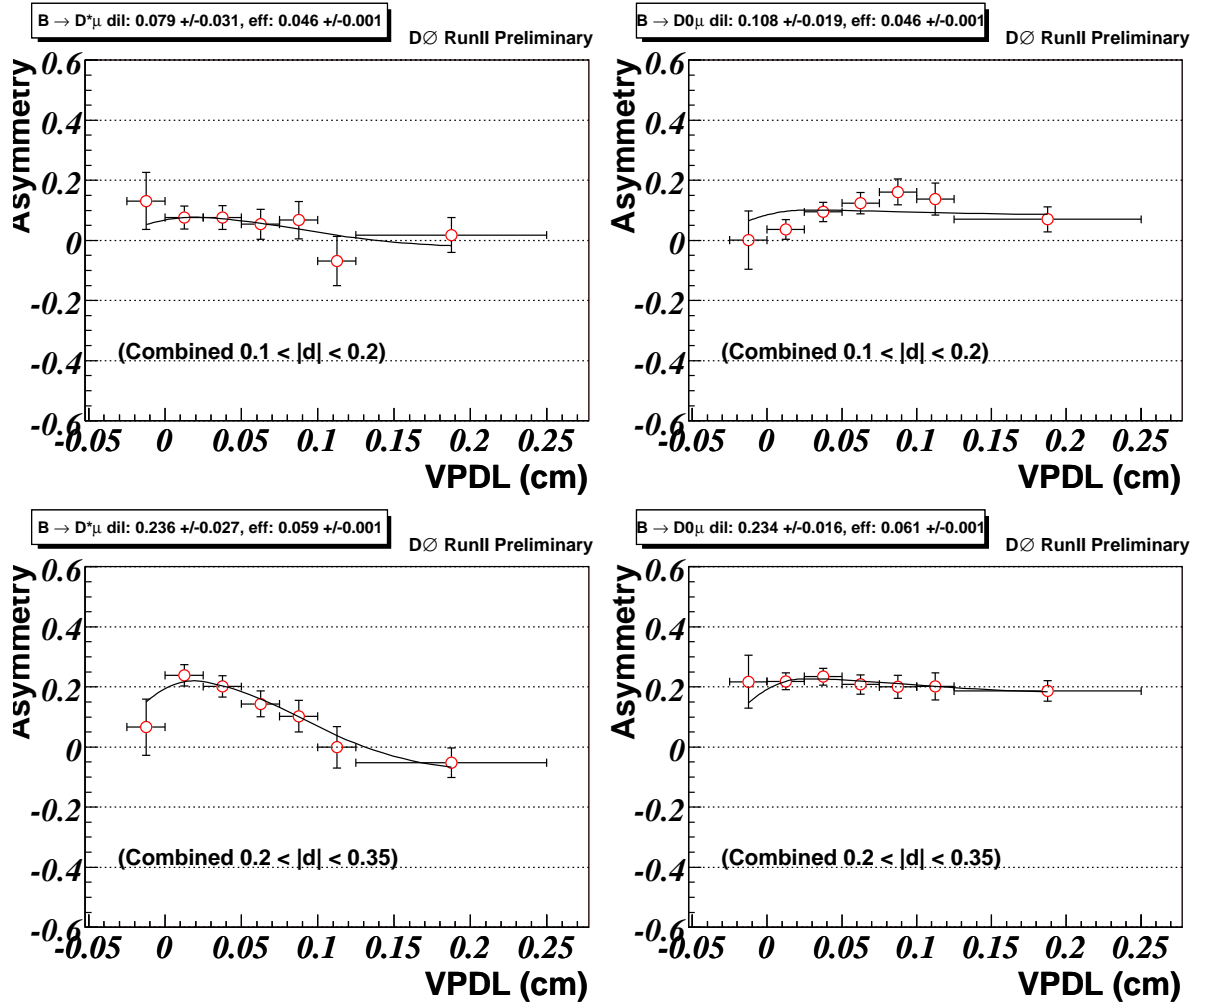 B → D*μ dil: 0.079 +/-0.031, eff: 0.046 +/-0.001
DØ RunII Preliminary
Asymmetry
0.6
0.4
0.2
0
-0.2
-0.4
-0.6
(Combined 0.1 < |d| < 0.2)
-0.05 0 0.05 0.1 0.15 0.2 0.25
VPDL (cm)
B → D0μ dil: 0.108 +/-0.019, eff: 0.046 +/-0.001
DØ RunII Preliminary
Asymmetry
0.6
0.4
0.2
0
-0.2
-0.4
-0.6
(Combined 0.1 < |d| < 0.2)
-0.05 0 0.05 0.1 0.15 0.2 0.25
VPDL (cm)
B → D*μ dil: 0.236 +/-0.027, eff: 0.059 +/-0.001
DØ RunII Preliminary
Asymmetry
0.6
0.4
0.2
0
-0.2
-0.4
-0.6
(Combined 0.2 < |d| < 0.35)
-0.05 0 0.05 0.1 0.15 0.2 0.25
VPDL (cm)
B → D0μ dil: 0.234 +/-0.016, eff: 0.061 +/-0.001
DØ RunII Preliminary
Asymmetry
0.6
0.4
0.2
0
-0.2
-0.4
-0.6
(Combined 0.2 < |d| < 0.35)
-0.05 0 0.05 0.1 0.15 0.2 0.25
VPDL (cm)